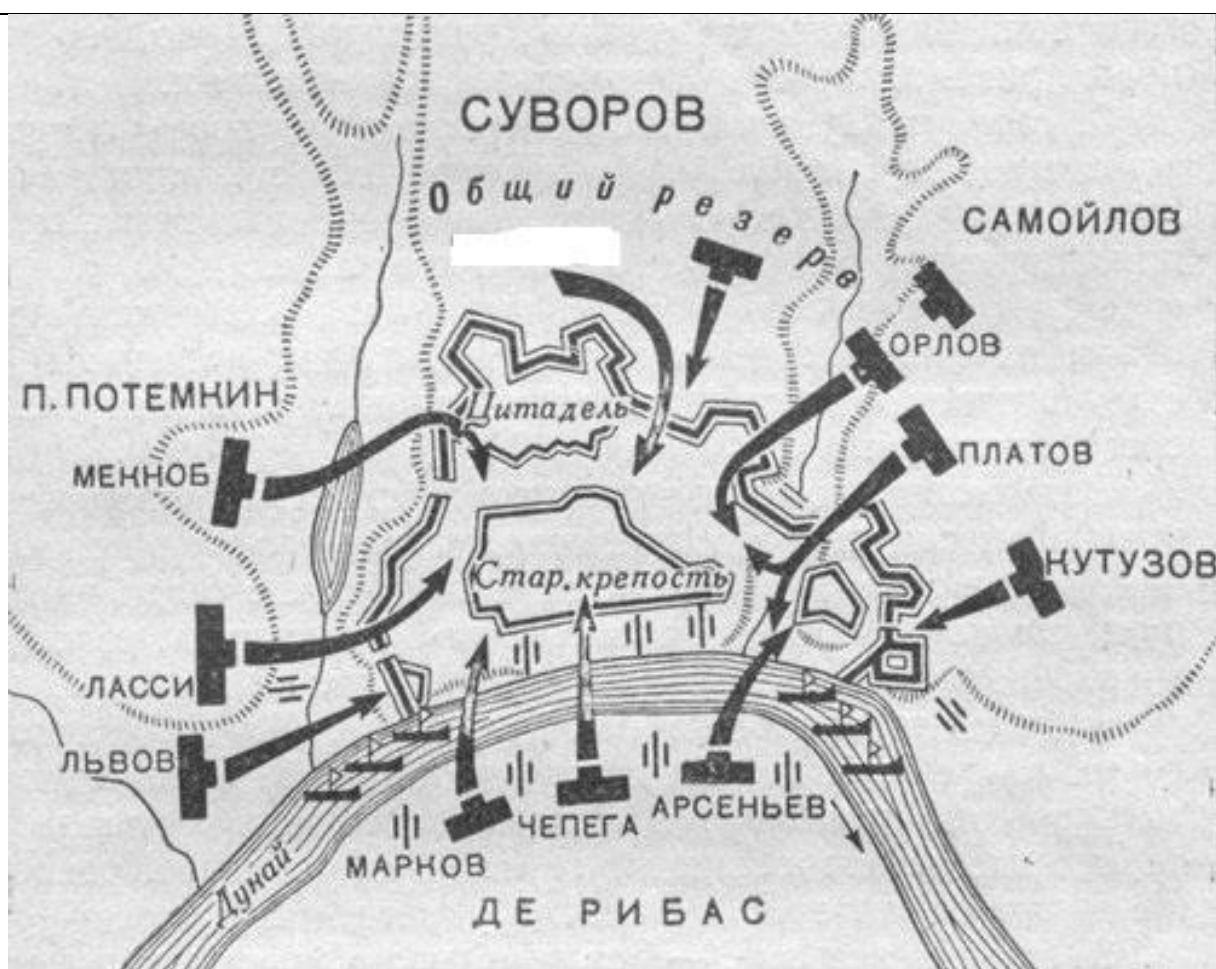 СУВОРОВ
Общий резерв
САМОЙЛОВ
ОРЛОВ
П. ПОТЕМКИН
Цитадель
ПЛАТОВ
МЕКНОБ
Стар. крепость
КУТУЗОВ
ЛАССИ
ЛЬВОВ
ЧЕПЕГА
АРСЕНЬЕВ
МАРКОВ
Дунай
ДЕ РИБАС